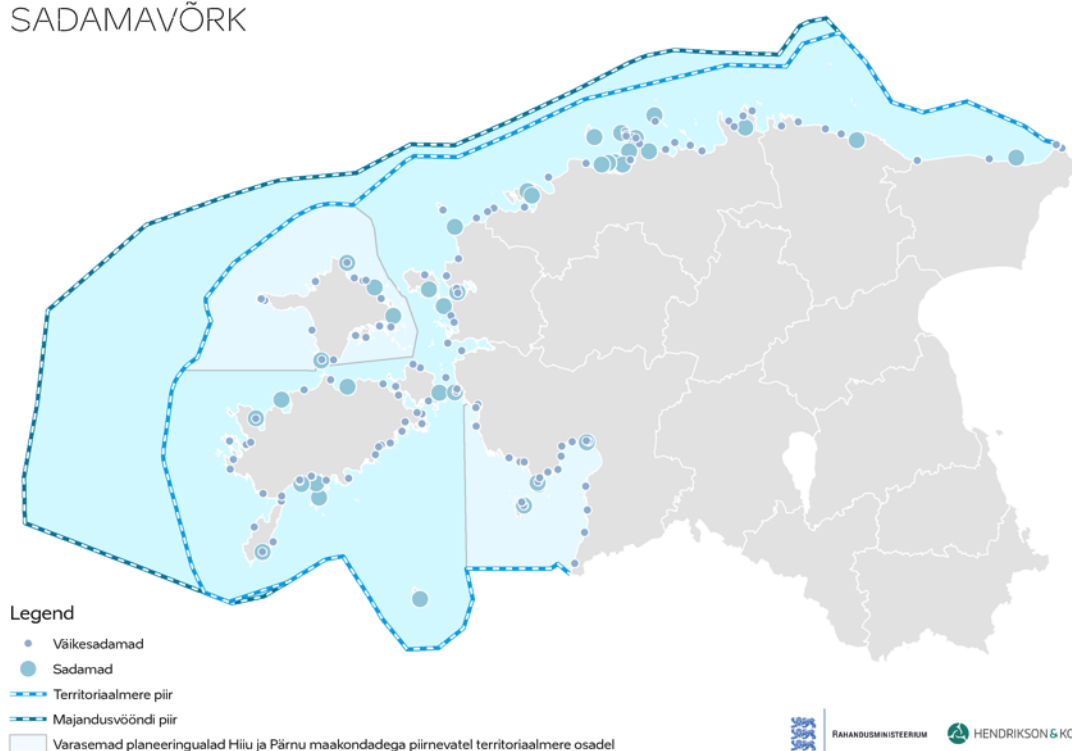 SADAMAVÕRK
Legend
Väikesadamad
Sadamad
Territoriaalmere piir
Majandusvööndi piir
Varasemad planeeringualad Hiiu ja Pärnu maakondadega piirnevatel territoriaalmere osadel
RAHANDUSMINISTEERIUM
HENDRIKSON & KO